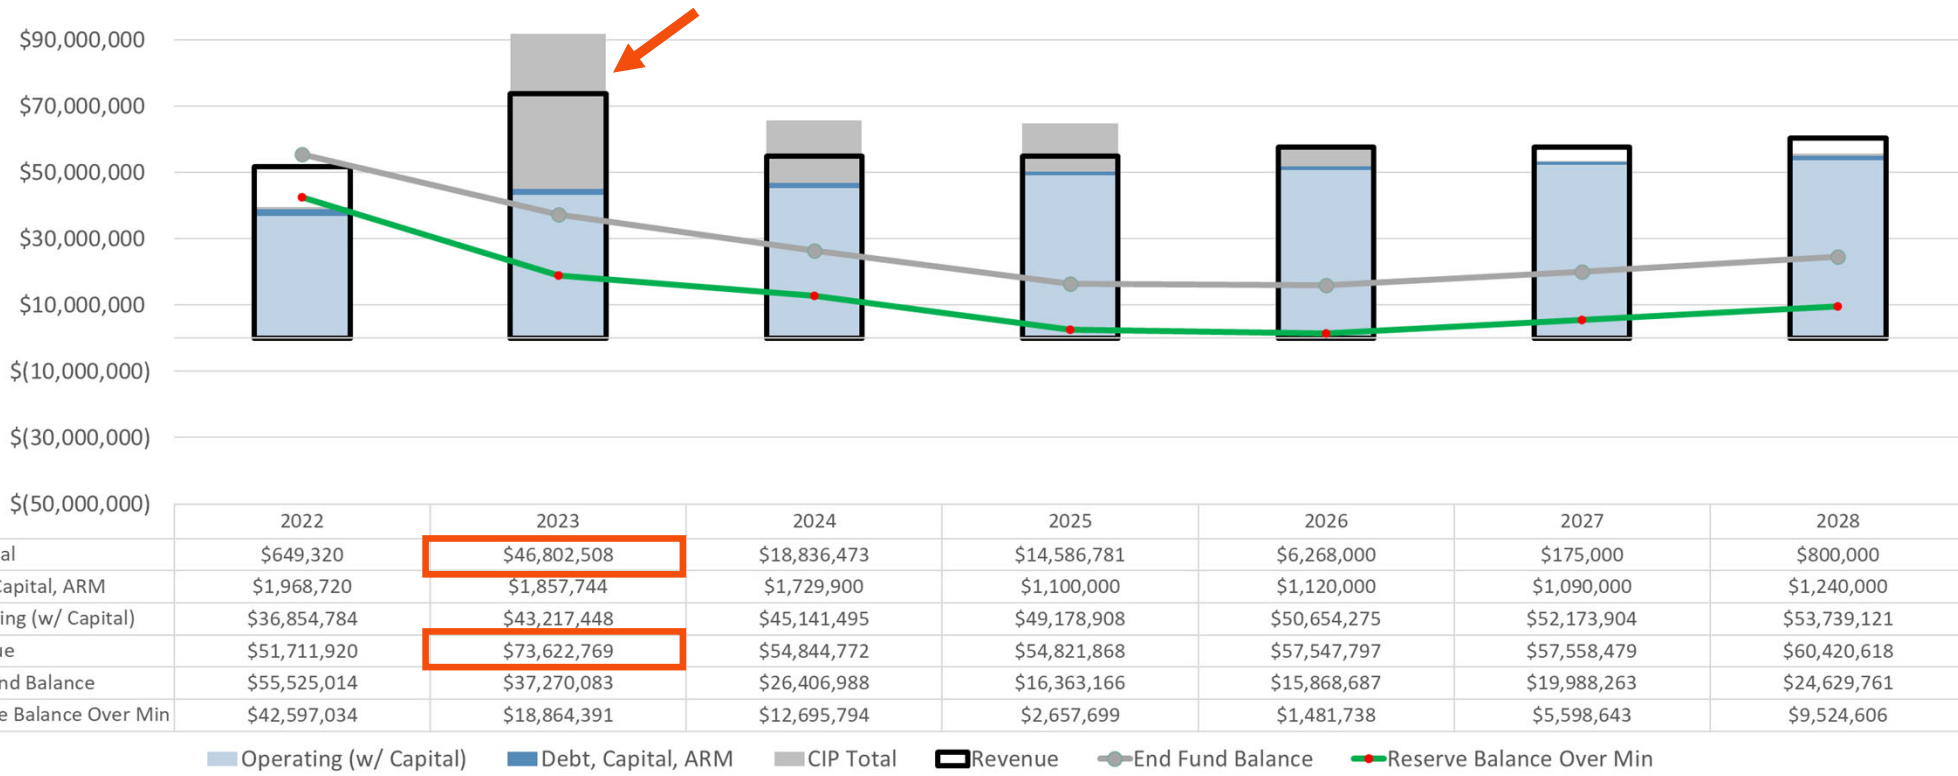 $90,000,000
$70,000,000
$50,000,000
$30,000,000
$10,000,000
$(10,000,000)
$(30,000,000)
$(50,000,000)
2022 2023 2024 2025 2026 2027 2028
al $649,320 $46,802,508 $18,836,473 $14,586,781 $6,268,000 $175,000 $800,000
Capital, ARM $1,968,720 $1,857,744 $1,729,900 $1,100,000 $1,120,000 $1,090,000 $1,240,000
ing (w/ Capital) $36,854,784 $43,217,448 $45,141,495 $49,178,908 $50,654,275 $52,173,904 $53,739,121
ue $51,711,920 $73,622,769 $54,844,772 $54,821,868 $57,547,797 $57,558,479 $60,420,618
nd Balance $55,525,014 $37,270,083 $26,406,988 $16,363,166 $15,868,687 $19,988,263 $24,629,761
e Balance Over Min $42,597,034 $18,864,391 $12,695,794 $2,657,699 $1,481,738 $5,598,643 $9,524,606
Operating (w/ Capital) Debt, Capital, ARM CIP Total Revenue End Fund Balance Reserve Balance Over Min